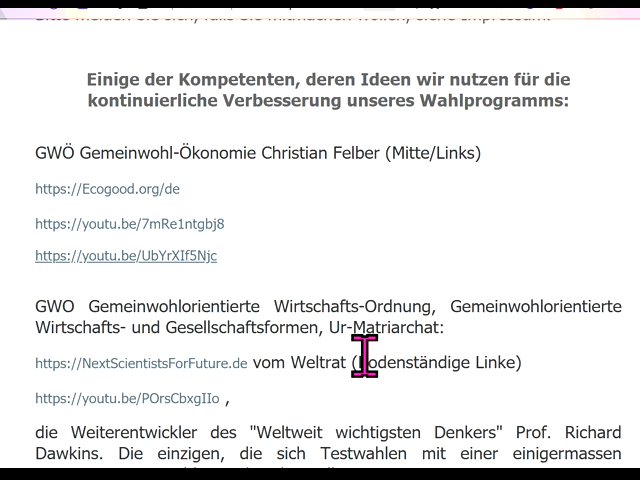 Einige der Kompetenten, deren Ideen wir nutzen für die
kontinuierliche Verbesserung unseres Wahlprogramms:
GWÖ Gemeinwohl-Ökonomie Christian Felber (Mitte/Links)
https://Ecogood.org/de
https://youtu.be/7mRe1ntgbj8
https://youtu.be/UbYrXIf5Njc
GWO Gemeinwohlorientierte Wirtschafts-Ordnung, Gemeinwohlorientierte
Wirtschafts- und Gesellschaftsformen, Ur-Matriarchat:
https://NextScientistsForFuture.de vom Weltrat (Bodenständige Linke)
https://youtu.be/POrsCbxgIIo ,
die Weiterentwickler des "Weltweit wichtigsten Denkers" Prof. Richard
Dawkins. Die einzigen, die sich Testwahlen mit einer einigermassen